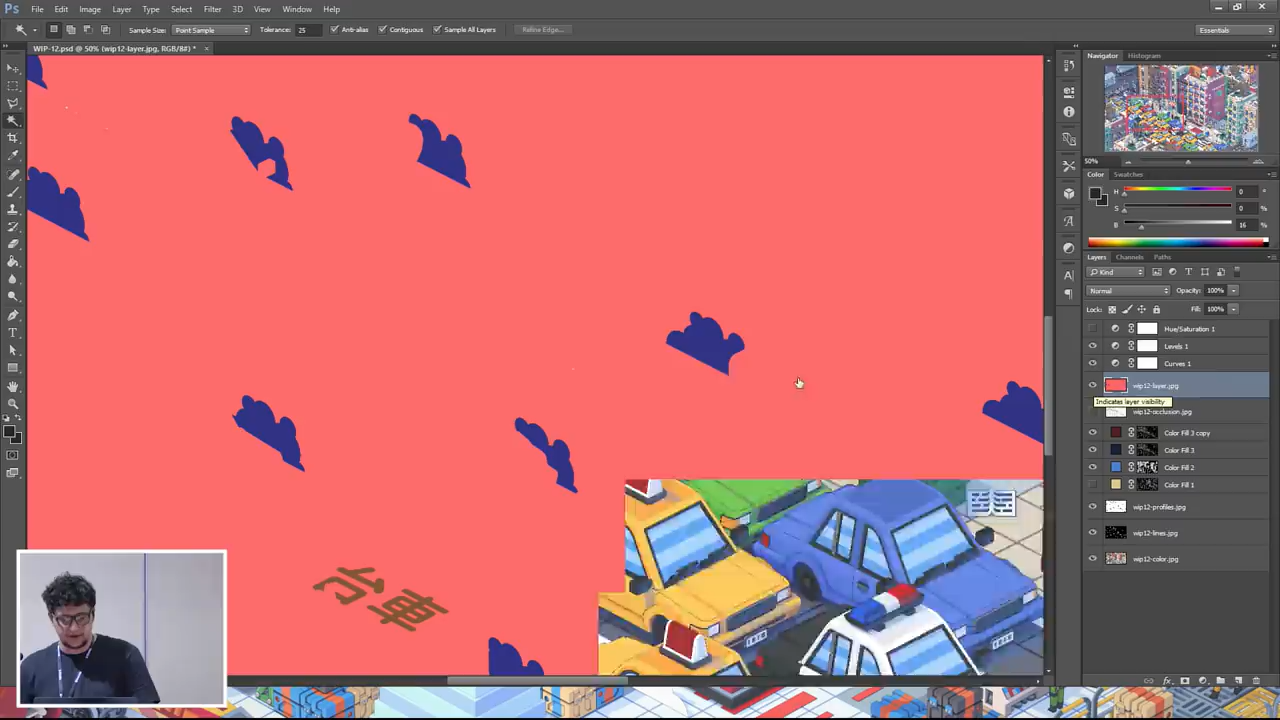 Ps File Edit Image Layer Type Select Filter 3D View Window Help
Sample Size: Point Sample Tolerance: 25 Anti-alias Contiguous Sample All Layers Refine Edge... Essentials
WIP-12.psd @ 50% (wip12-layer.jpg, RGB/8#) * ×
Navigator Histogram
50%
Color Swatches
H 0 °
S 0 %
B 16 %
Layers Channels Paths
Kind
Normal Opacity: 100%
Lock: Fill: 100%
Hue/Saturation 1
Levels 1
Curves 1
wip12-layer.jpg
Indicates layer visibility
wip12-occlusion.jpg
Color Fill 3 copy
Color Fill 3
Color Fill 2
Color Fill 1
wip12-profiles.jpg
wip12-lines.jpg
wip12-color.jpg
台車